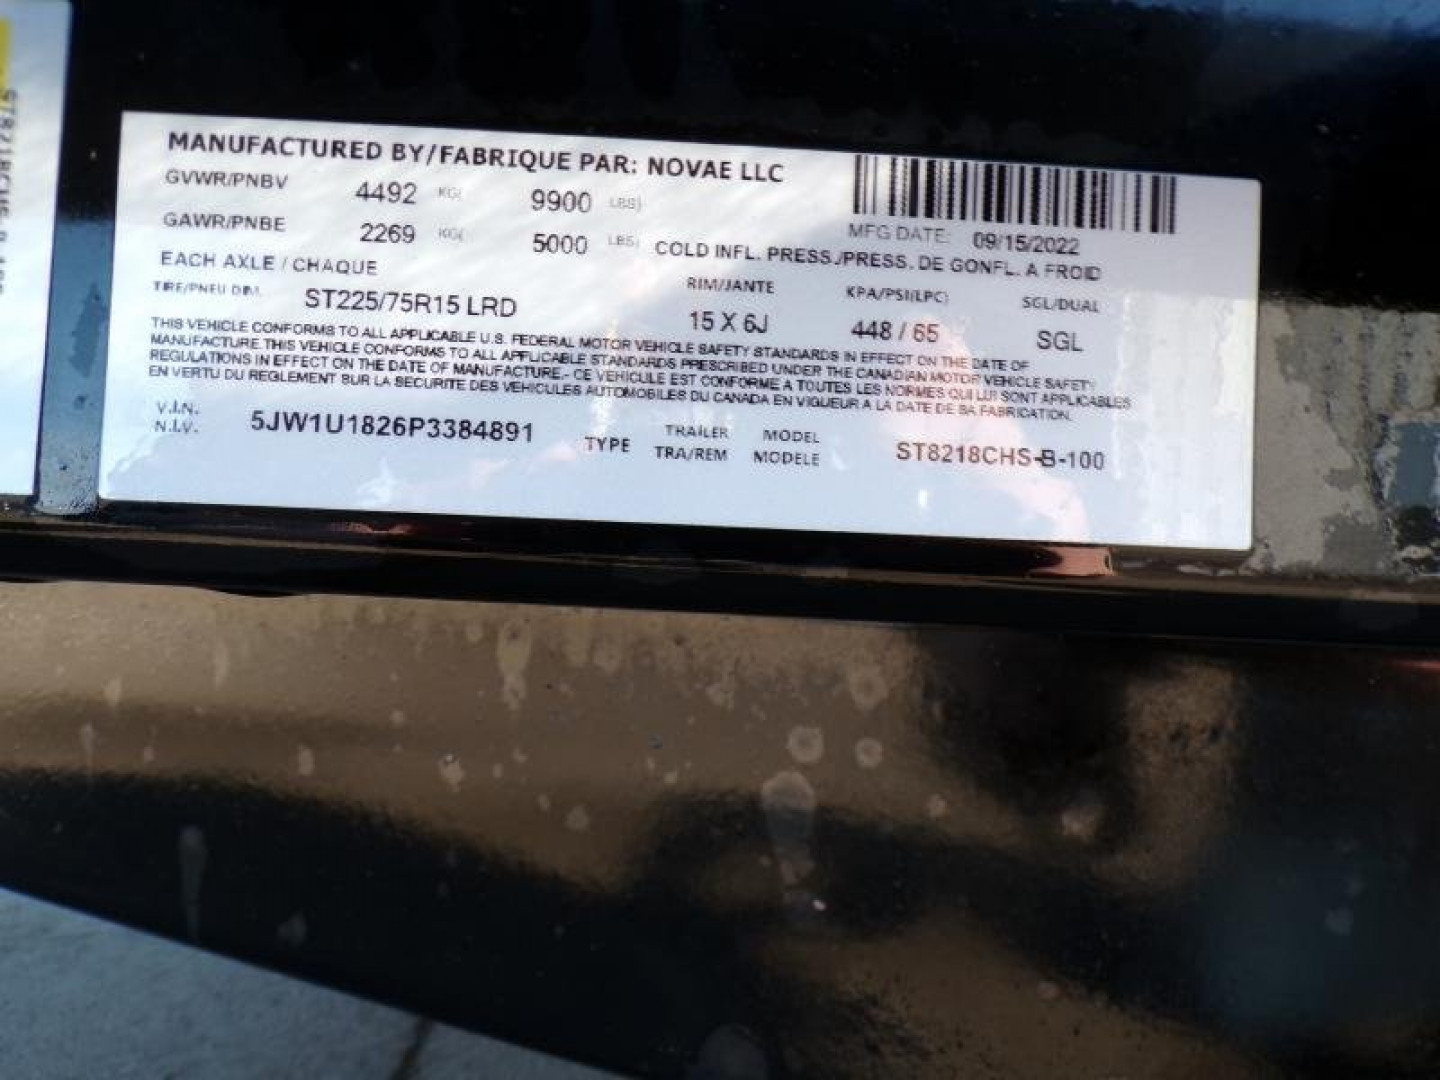 MANUFACTURED BY/FABRIQUE PAR: NOVAE LLC
GVWR/PNBV 4492 KG( 9900 LBS)
GAWR/PNBE 2269 KG( 5000 LBS)
MFG DATE: 09/15/2022
EACH AXLE / CHAQUE
COLD INFL. PRESS./PRESS. DE GONFL. A FROID
TIRE/PNEU DIM. RIM/JANTE KPA/PSI(LPC) SGL/DUAL
ST225/75R15 LRD 15 X 6J 448 / 65 SGL
THIS VEHICLE CONFORMS TO ALL APPLICABLE U.S. FEDERAL MOTOR VEHICLE SAFETY STANDARDS IN EFFECT ON THE DATE OF
MANUFACTURE.THIS VEHICLE CONFORMS TO ALL APPLICABLE STANDARDS PRESCRIBED UNDER THE CANADIAN MOTOR VEHICLE SAFETY
REGULATIONS IN EFFECT ON THE DATE OF MANUFACTURE.- CE VEHICULE EST CONFORME A TOUTES LES NORMES QUI LUI SONT APPLICABLES
EN VERTU DU REGLEMENT SUR LA SECURITE DES VEHICULES AUTOMOBILES DU CANADA EN VIGUEUR A LA DATE DE SA FABRICATION.
V.I.N. 5JW1U1826P3384891 TYPE TRAILER MODEL ST8218CHS-B-100
N.I.V. TRA/REM MODELE